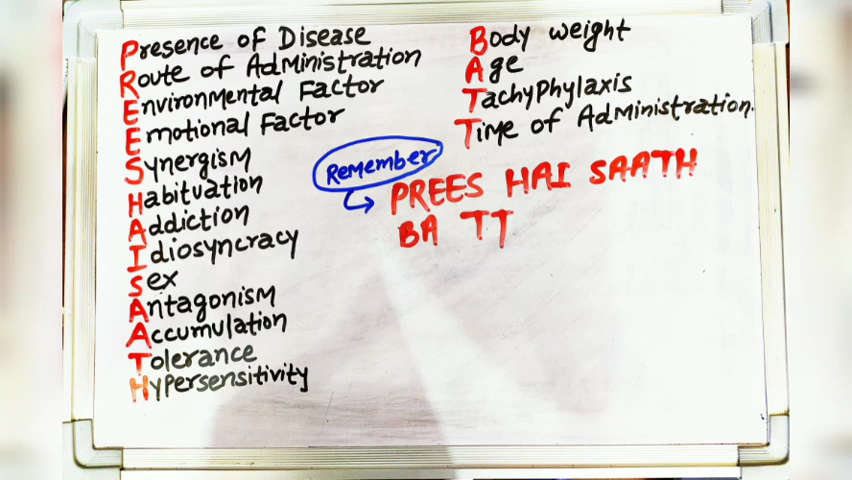 Presence of Disease
Route of Administration
Environmental Factor
Emotional Factor
Synergism
Habituation
Addiction
Idiosyncracy
Sex
Antagonism
Accumulation
Tolerance
Hypersensitivity
Body weight
Age
Tachyphylaxis
Time of Administration.
Remember
PREES HAI SAATH
BA TT